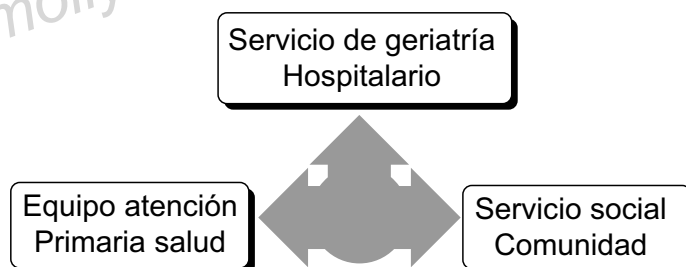 Servicio de geriatría
Hospitalario
Equipo atención
Primaria salud
Servicio social
Comunidad